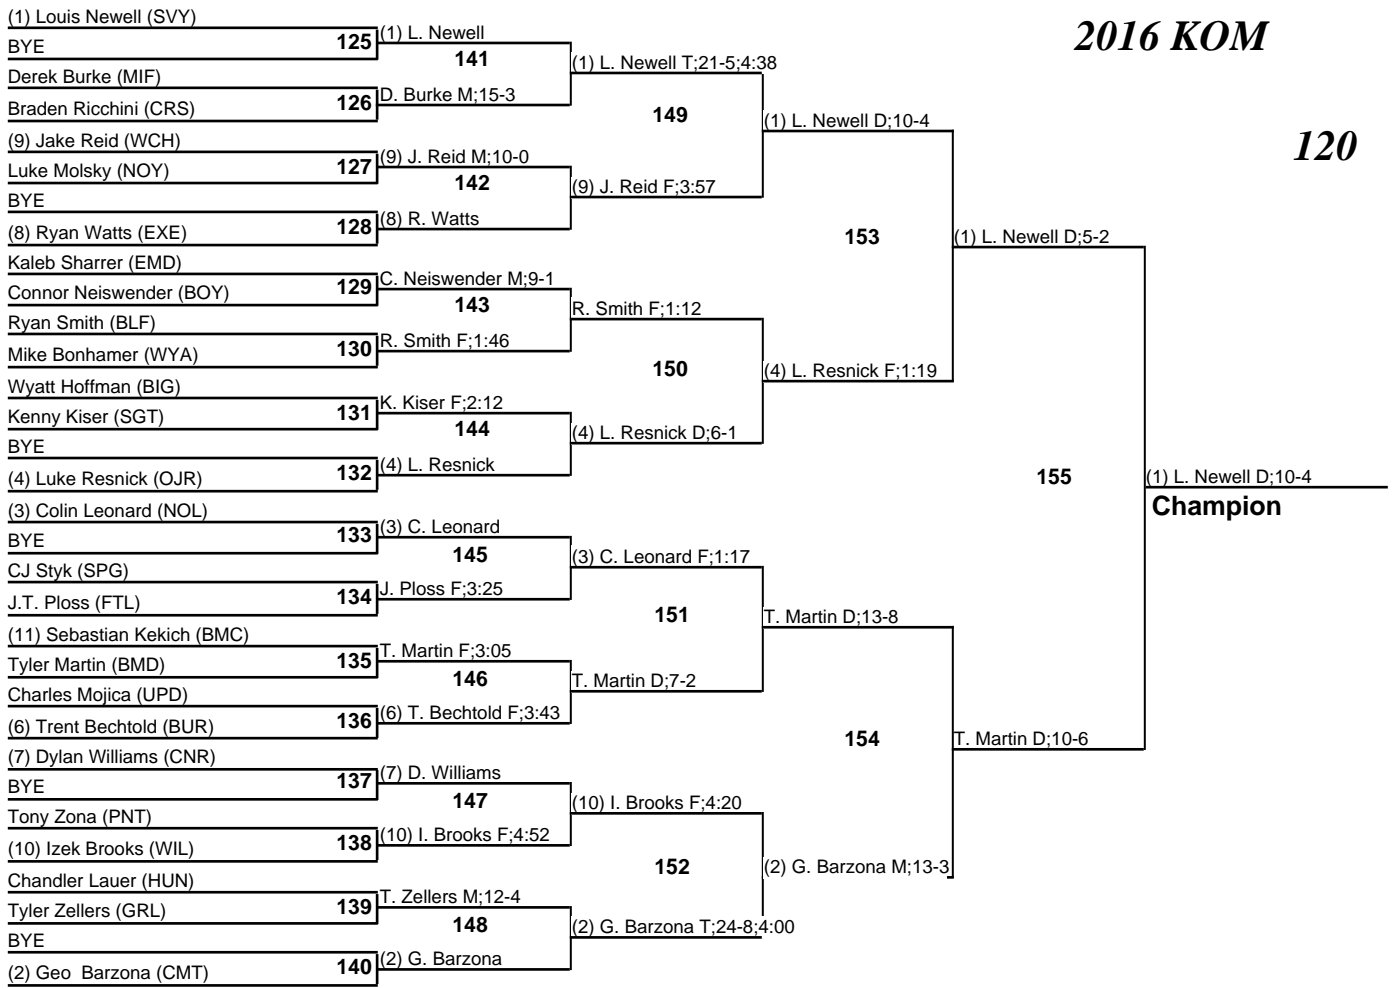 2016 KOM
120
(1) Louis Newell (SVY)
BYE
Derek Burke (MIF)
Braden Ricchini (CRS)
(9) Jake Reid (WCH)
Luke Molsky (NOY)
BYE
(8) Ryan Watts (EXE)
Kaleb Sharrer (EMD)
Connor Neiswender (BOY)
Ryan Smith (BLF)
Mike Bonhamer (WYA)
Wyatt Hoffman (BIG)
Kenny Kiser (SGT)
BYE
(4) Luke Resnick (OJR)
(3) Colin Leonard (NOL)
BYE
CJ Styk (SPG)
J.T. Ploss (FTL)
(11) Sebastian Kekich (BMC)
Tyler Martin (BMD)
Charles Mojica (UPD)
(6) Trent Bechtold (BUR)
(7) Dylan Williams (CNR)
BYE
Tony Zona (PNT)
(10) Izek Brooks (WIL)
Chandler Lauer (HUN)
Tyler Zellers (GRL)
BYE
(2) Geo  Barzona (CMT)
125
126
127
128
129
130
131
132
133
134
135
136
137
138
139
140
(1) L. Newell
D. Burke M;15-3
(9) J. Reid M;10-0
(8) R. Watts
C. Neiswender M;9-1
R. Smith F;1:46
K. Kiser F;2:12
(4) L. Resnick
(3) C. Leonard
J. Ploss F;3:25
T. Martin F;3:05
(6) T. Bechtold F;3:43
(7) D. Williams
(10) I. Brooks F;4:52
T. Zellers M;12-4
(2) G. Barzona
141
142
143
144
145
146
147
148
(1) L. Newell T;21-5;4:38
(9) J. Reid F;3:57
R. Smith F;1:12
(4) L. Resnick D;6-1
(3) C. Leonard F;1:17
T. Martin D;7-2
(10) I. Brooks F;4:20
(2) G. Barzona T;24-8;4:00
149
150
151
152
(1) L. Newell D;10-4
(4) L. Resnick F;1:19
T. Martin D;13-8
(2) G. Barzona M;13-3
153
154
(1) L. Newell D;5-2
T. Martin D;10-6
155
(1) L. Newell D;10-4
Champion